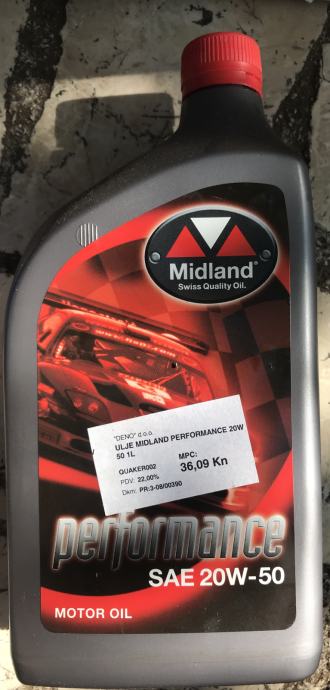 Midland®
Swiss Quality Oil.
"DENO" d.o.o.
ULJE MIDLAND PERFORMANCE 20W
50 1L
MPC:
QUAKER002
36,09 Kn
PDV: 22,00%
Dkm: PR:3-08/00390
performance
SAE 20W-50
MOTOR OIL